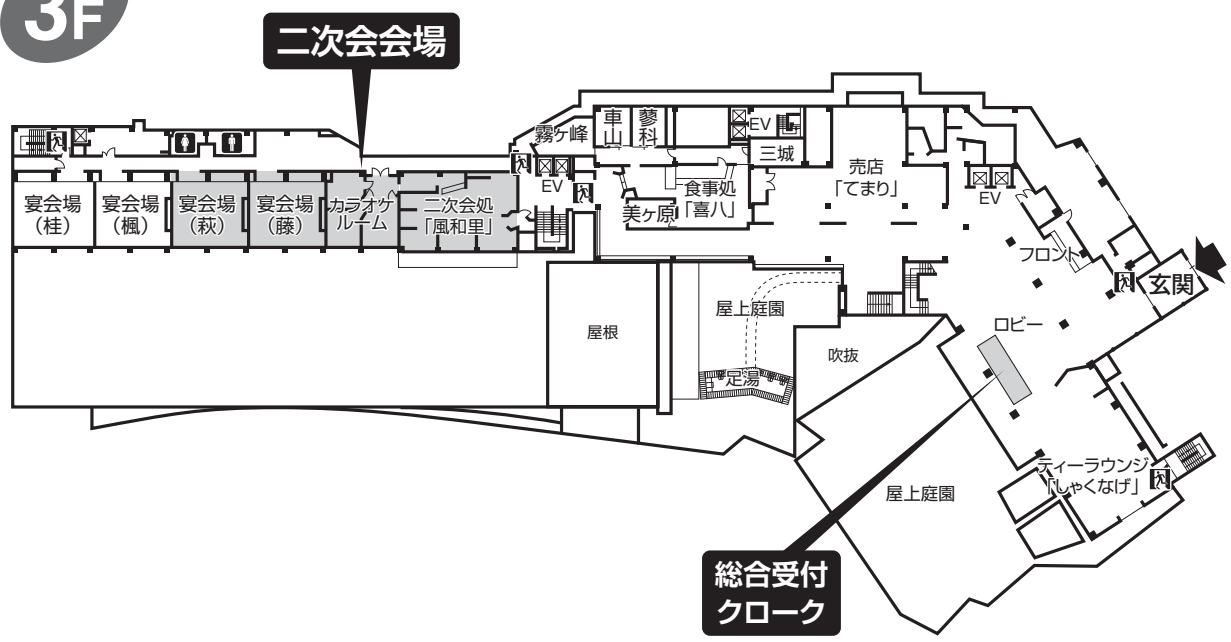 3F
二次会会場
霧ヶ峰
車山
蓼科
EV
三城
売店
「てまり」
EV
EV
宴会場
（桂）
宴会場
（楓）
宴会場
（萩）
宴会場
（藤）
カラオケ
ルーム
二次会処
「風和里」
美ヶ原
食事処
「喜八」
フロント
玄関
屋根
屋上庭園
足湯
吹抜
ロビー
ティーラウンジ
「しゃくなげ」
屋上庭園
総合受付
クローク